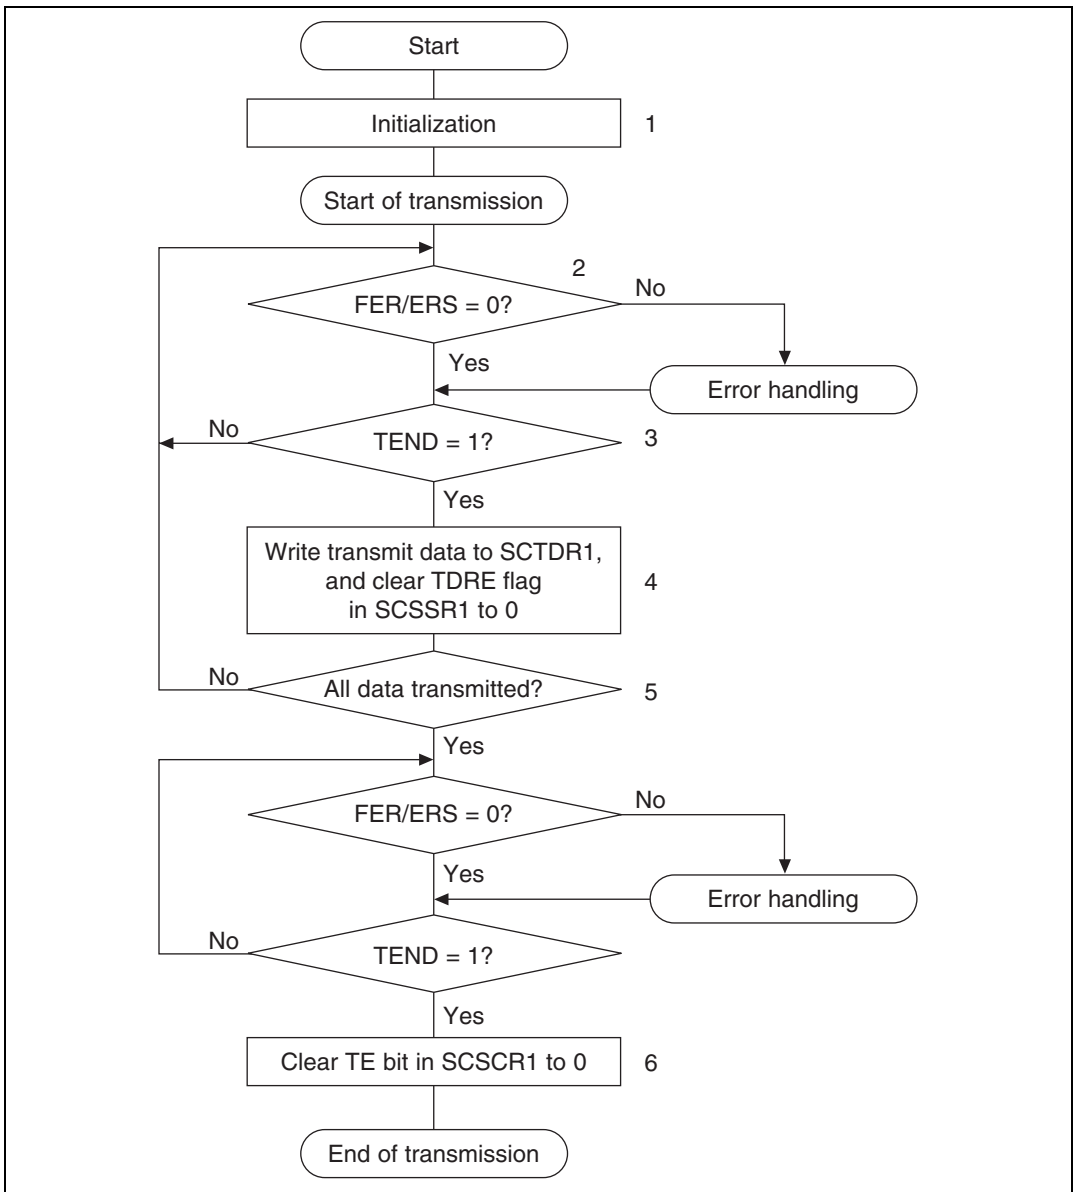 Start
Initialization
1
Start of transmission
2
FER/ERS = 0?
No
Yes
Error handling
No
TEND = 1?
3
Yes
Write transmit data to SCTDR1,
and clear TDRE flag
in SCSSR1 to 0
4
No
All data transmitted?
5
Yes
FER/ERS = 0?
No
Yes
Error handling
No
TEND = 1?
Yes
Clear TE bit in SCSCR1 to 0
6
End of transmission